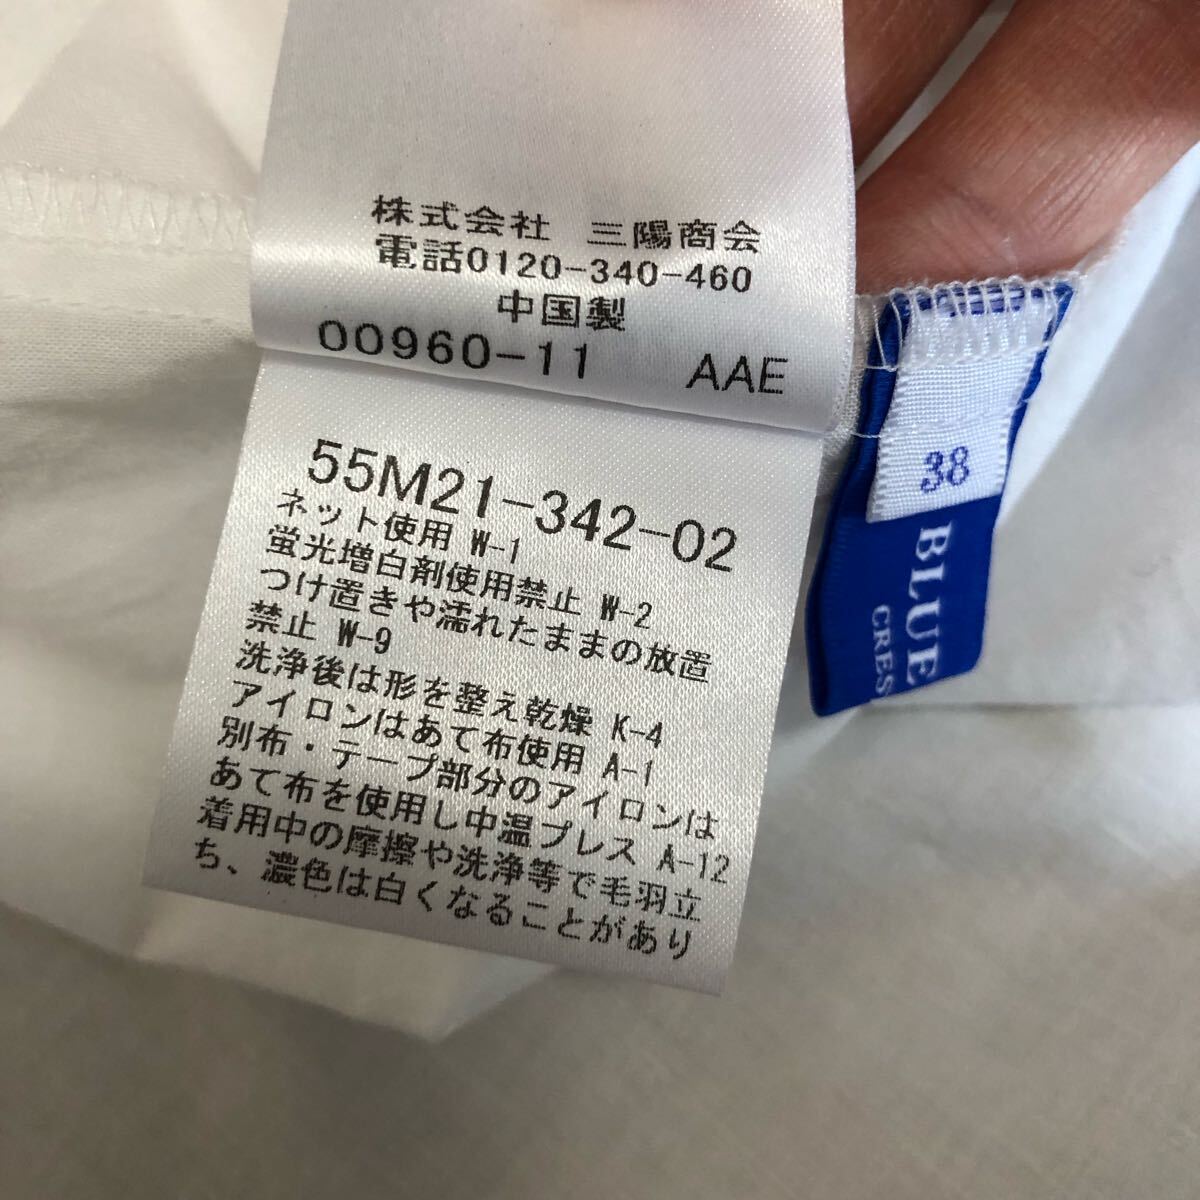 株式会社 三陽商会
電話0120-340-460
中国製
00960-11 AAE
55M21-342-02
ネット使用 W-1
蛍光増白剤使用禁止 W-2
つけ置きや濡れたままの放置
禁止 W-9
洗浄後は形を整え乾燥 K-4
アイロンはあて布使用 A-1
別布・テープ部分のアイロンは
あて布を使用し中温プレス A-12
着用中の摩擦や洗浄等で毛羽立
ち、濃色は白くなることがあり
38
BLUE
CRES